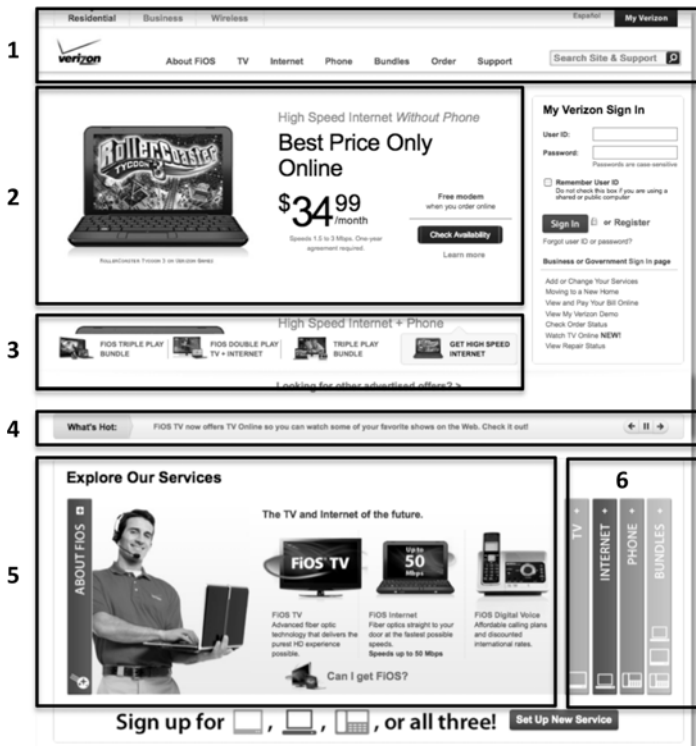 Residential Business Wireless Español My Verizon
1
verizon About FiOS TV Internet Phone Bundles Order Support Search Site & Support
2
High Speed Internet Without Phone
Best Price Only
Online
$34.99
/month
Speeds 1.5 to 3 Mbps. One-year
agreement required.
Free modem
when you order online
Check Availability
Learn more
RollerCoaster
TYCOON 3
RollerCoaster Tycoon 3 on Verizon Games
My Verizon Sign In
User ID:
Password:
Passwords are case-sensitive
Remember User ID
Do not check this box if you are using a
shared or public computer
Sign In or Register
Forgot user ID or password?
Business or Government Sign In page
Add or Change Your Services
Moving to a New Home
View and Pay Your Bill Online
View My Verizon Demo
Check Order Status
Watch TV Online NEW!
View Repair Status
3
High Speed Internet + Phone
FIOS TRIPLE PLAY
BUNDLE
FIOS DOUBLE PLAY
TV + INTERNET
TRIPLE PLAY
BUNDLE
GET HIGH SPEED
INTERNET
Looking for other advertised offers? >
4
What's Hot: FiOS TV now offers TV Online so you can watch some of your favorite shows on the Web. Check it out!
5
Explore Our Services
ABOUT FIOS
The TV and Internet of the future.
FiOS TV
Up to
50
Mbps
FiOS TV
Advanced fiber optic
technology that delivers the
purest HD experience
possible.
FiOS Internet
Fiber optics straight to your
door at the fastest possible
speeds.
Speeds up to 50 Mbps
FiOS Digital Voice
Affordable calling plans
and discounted
international rates.
Can I get FiOS?
6
TV +
INTERNET +
PHONE +
BUNDLES +
Sign up for , , , or all three! Set Up New Service